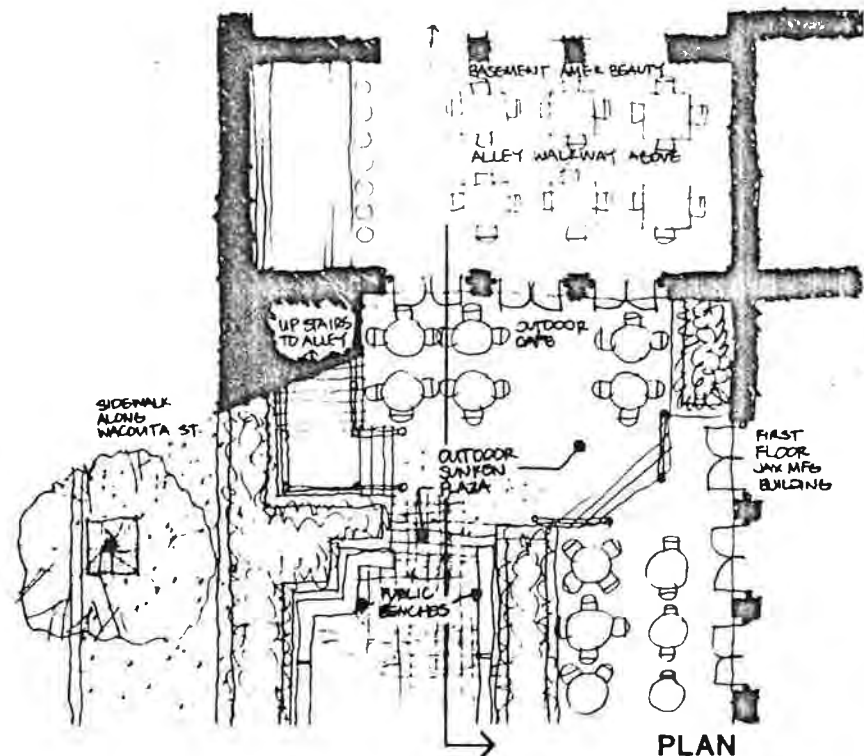 BASEMENT AMER BEAUTY
ALLEY WALKWAY ABOVE
UP STAIRS
TO ALLEY
OUTDOOR
CAFE
SIDEWALK
ALONG
WACOUTA ST.
OUTDOOR
SUNKEN
PLAZA
FIRST
FLOOR
JAX MFG
BUILDING
PUBLIC
BENCHES
PLAN